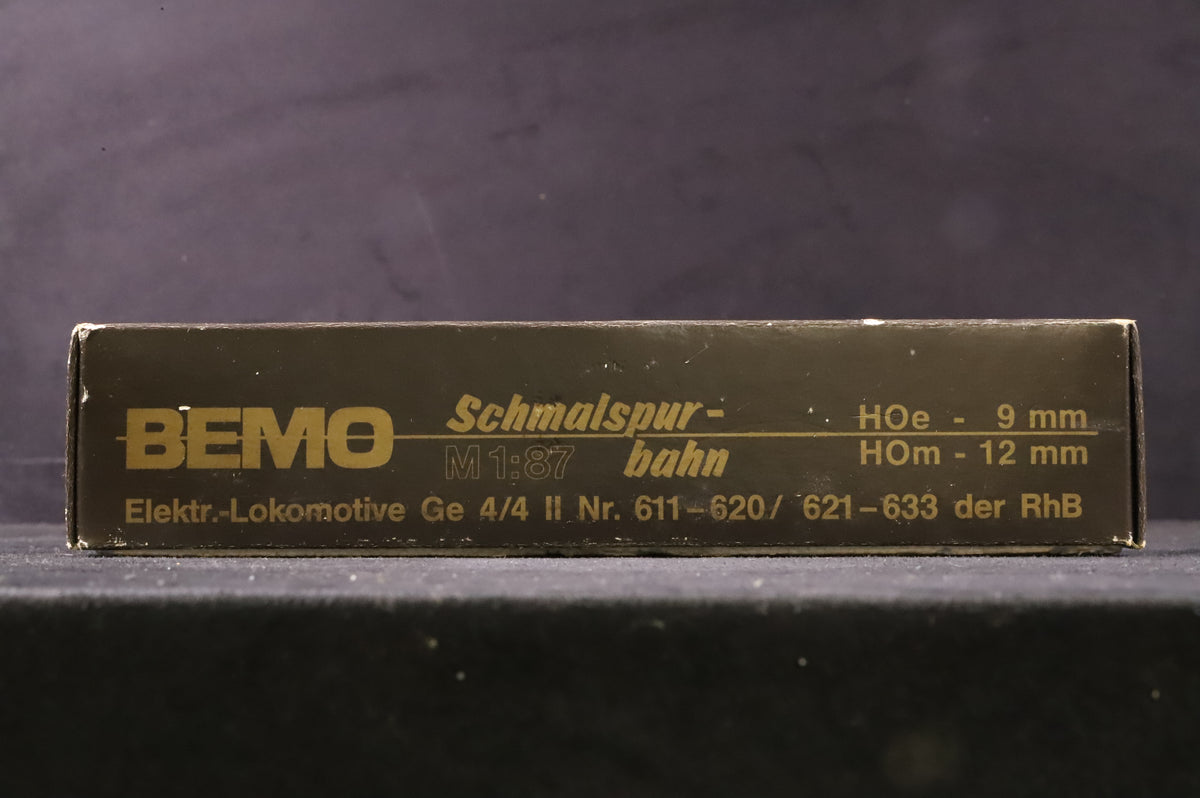 BEMO
Schmalspur-
bahn
M 1:87
HOe - 9 mm
HOm - 12 mm
Elektr.-Lokomotive Ge 4/4 II Nr. 611-620/ 621-633 der RhB